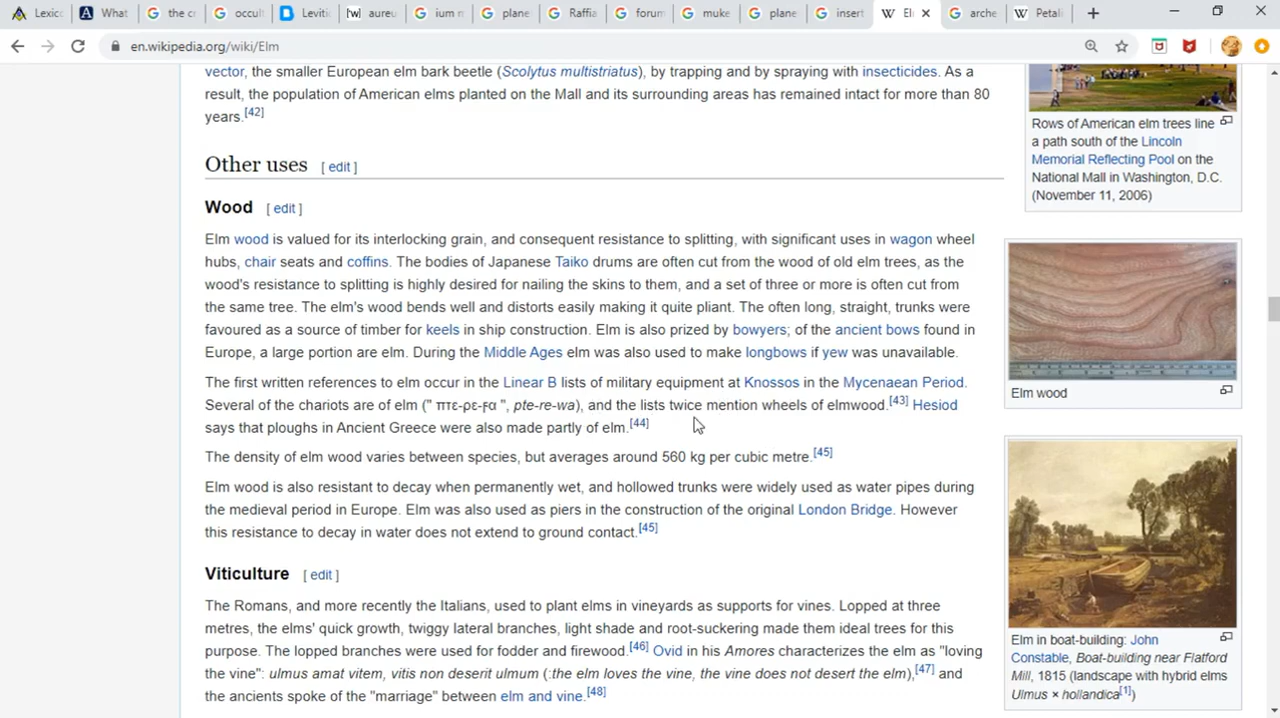 Lexico
What
the cr
occult
Leviti
[w] aureu
ium n
plane
Raffia
forum
muke
plane
insert
W El
arche
W Petali
en.wikipedia.org/wiki/Elm
vector, the smaller European elm bark beetle (Scolytus multistriatus), by trapping and by spraying with insecticides. As a
result, the population of American elms planted on the Mall and its surrounding areas has remained intact for more than 80
years.[42]
Other uses [ edit ]
Wood [ edit ]
Elm wood is valued for its interlocking grain, and consequent resistance to splitting, with significant uses in wagon wheel
hubs, chair seats and coffins. The bodies of Japanese Taiko drums are often cut from the wood of old elm trees, as the
wood's resistance to splitting is highly desired for nailing the skins to them, and a set of three or more is often cut from
the same tree. The elm's wood bends well and distorts easily making it quite pliant. The often long, straight, trunks were
favoured as a source of timber for keels in ship construction. Elm is also prized by bowyers; of the ancient bows found in
Europe, a large portion are elm. During the Middle Ages elm was also used to make longbows if yew was unavailable.
The first written references to elm occur in the Linear B lists of military equipment at Knossos in the Mycenaean Period.
Several of the chariots are of elm (" πτε-ρε-ϝα ", pte-re-wa), and the lists twice mention wheels of elmwood.[43] Hesiod
says that ploughs in Ancient Greece were also made partly of elm.[44]
The density of elm wood varies between species, but averages around 560 kg per cubic metre.[45]
Elm wood is also resistant to decay when permanently wet, and hollowed trunks were widely used as water pipes during
the medieval period in Europe. Elm was also used as piers in the construction of the original London Bridge. However
this resistance to decay in water does not extend to ground contact.[45]
Viticulture [ edit ]
The Romans, and more recently the Italians, used to plant elms in vineyards as supports for vines. Lopped at three
metres, the elms' quick growth, twiggy lateral branches, light shade and root-suckering made them ideal trees for this
purpose. The lopped branches were used for fodder and firewood.[46] Ovid in his Amores characterizes the elm as "loving
the vine": ulmus amat vitem, vitis non deserit ulmum (:the elm loves the vine, the vine does not desert the elm),[47] and
the ancients spoke of the "marriage" between elm and vine.[48]
Rows of American elm trees line
a path south of the Lincoln
Memorial Reflecting Pool on the
National Mall in Washington, D.C.
(November 11, 2006)
Elm wood
Elm in boat-building: John
Constable, Boat-building near Flatford
Mill, 1815 (landscape with hybrid elms
Ulmus × hollandica[1])